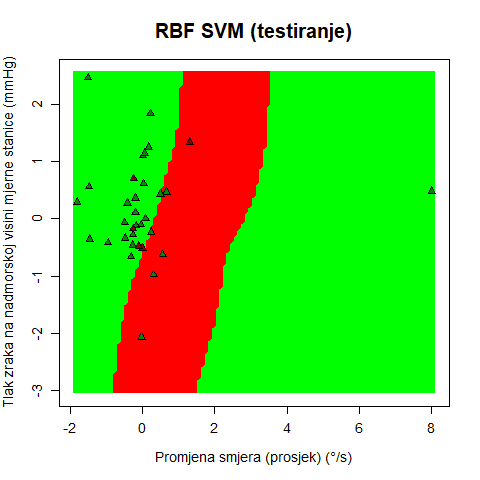 RBF SVM (testiranje)
Tlak zraka na nadmorskoj visini mjerne stanice (mmHg)
2
1
0
-1
-2
-3
-2 0 2 4 6 8
Promjena smjera (prosjek) (°/s)